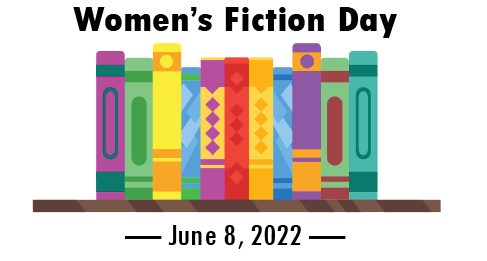 Women's Fiction Day
— June 8, 2022 —